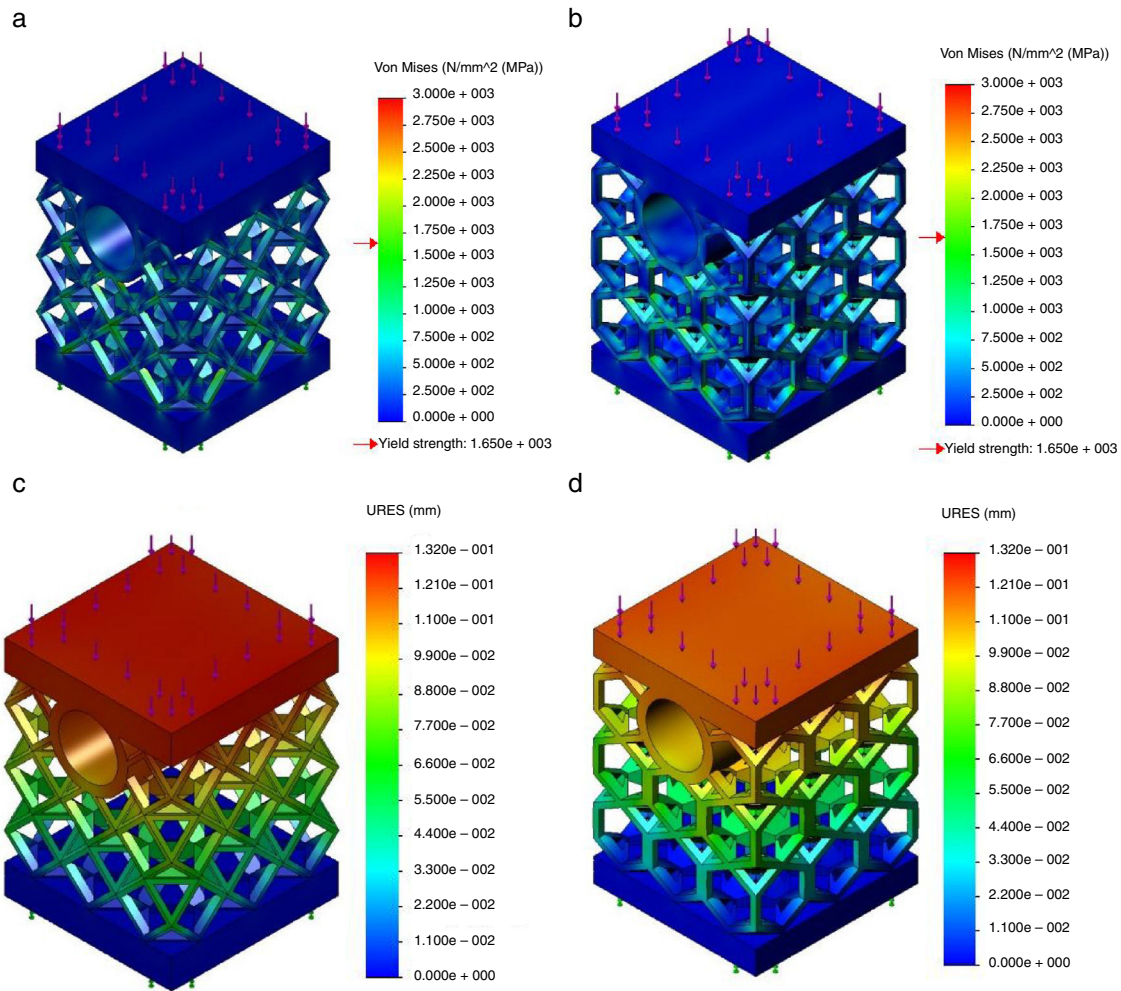 a
Von Mises (N/mm^2 (MPa))
3.000e + 003
2.750e + 003
2.500e + 003
2.250e + 003
2.000e + 003
1.750e + 003
1.500e + 003
1.250e + 003
1.000e + 003
7.500e + 002
5.000e + 002
2.500e + 002
0.000e + 000
Yield strength: 1.650e + 003
b
Von Mises (N/mm^2 (MPa))
3.000e + 003
2.750e + 003
2.500e + 003
2.250e + 003
2.000e + 003
1.750e + 003
1.500e + 003
1.250e + 003
1.000e + 003
7.500e + 002
5.000e + 002
2.500e + 002
0.000e + 000
Yield strength: 1.650e + 003
c
URES (mm)
1.320e – 001
1.210e – 001
1.100e – 001
9.900e – 002
8.800e – 002
7.700e – 002
6.600e – 002
5.500e – 002
4.400e – 002
3.300e – 002
2.200e – 002
1.100e – 002
0.000e + 000
d
URES (mm)
1.320e – 001
1.210e – 001
1.100e – 001
9.900e – 002
8.800e – 002
7.700e – 002
6.600e – 002
5.500e – 002
4.400e – 002
3.300e – 002
2.200e – 002
1.100e – 002
0.000e + 000